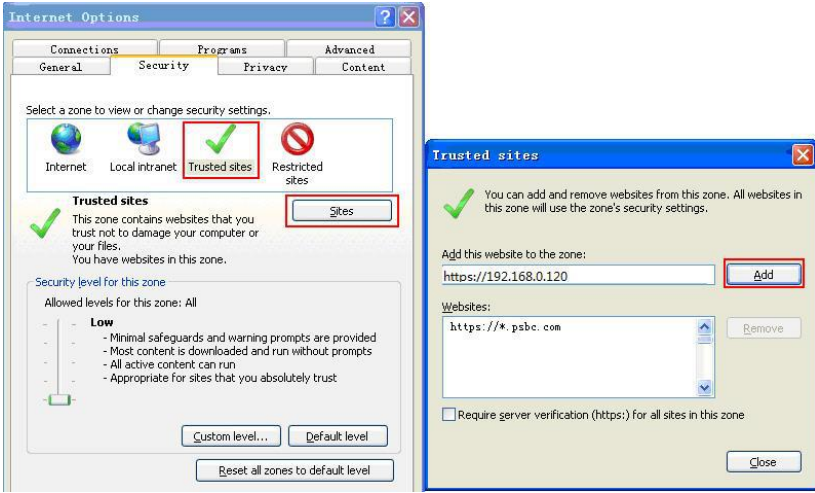 Internet Options
Connections Programs Advanced
General Security Privacy Content
Select a zone to view or change security settings.
Internet Local intranet Trusted sites Restricted
sites
Trusted sites
Sites
This zone contains websites that you
trust not to damage your computer or
your files.
You have websites in this zone.
Security level for this zone
Allowed levels for this zone: All
Low
- Minimal safeguards and warning prompts are provided
- Most content is downloaded and run without prompts
- All active content can run
- Appropriate for sites that you absolutely trust
Custom level... Default level
Reset all zones to default level
Trusted sites
You can add and remove websites from this zone. All websites in
this zone will use the zone's security settings.
Add this website to the zone:
https://192.168.0.120 Add
Websites:
https://*.psbc.com Remove
Require server verification (https:) for all sites in this zone
Close